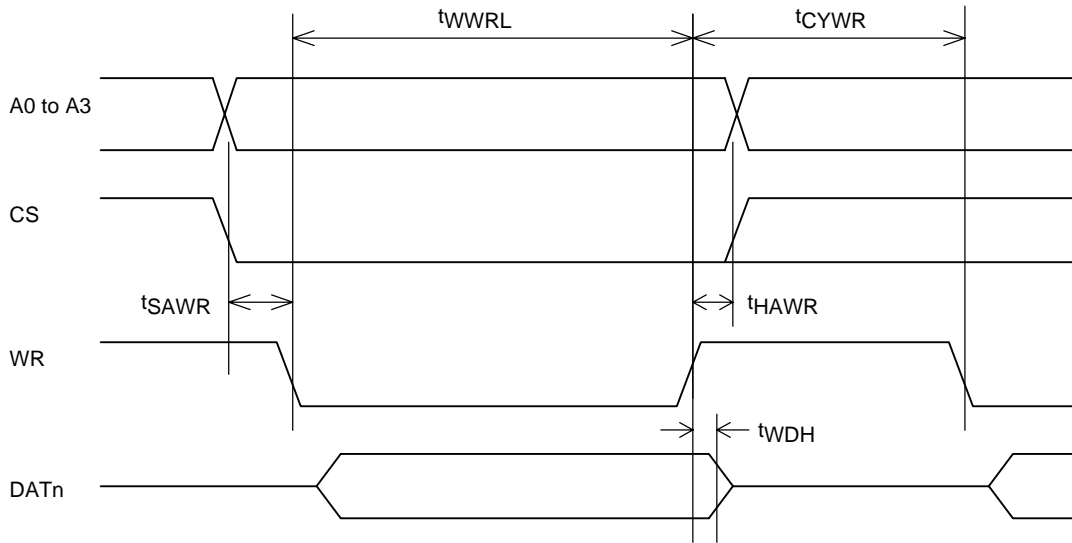 tWWRL
tCYWR
A0 to A3
CS
tSAWR
tHAWR
WR
tWDH
DATn